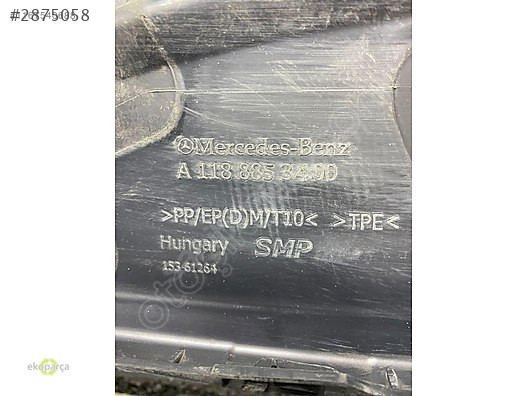 #2875058
Mercedes-Benz
A 118 885 34 00
>PP/EP(D)M/T10< >TPE<
Hungary SMP
153-61264
ekoparça